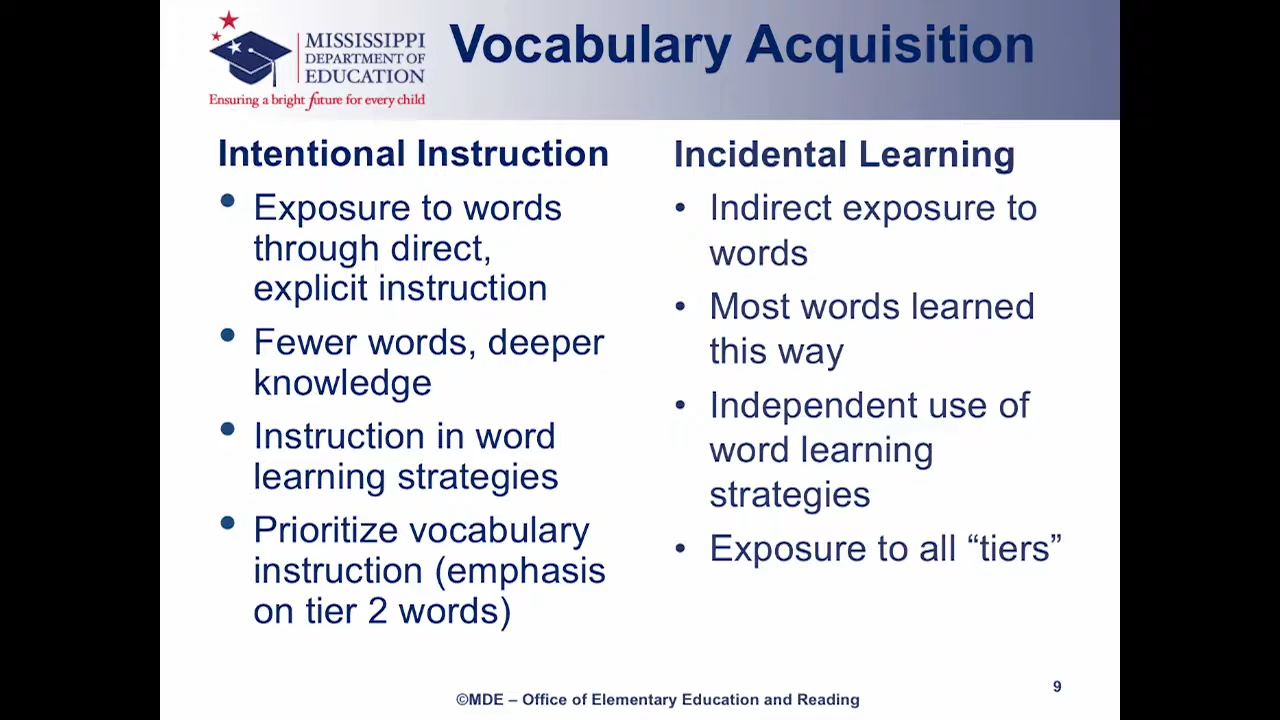 MISSISSIPPI
DEPARTMENT OF
EDUCATION
Ensuring a bright future for every child
Vocabulary Acquisition
Intentional Instruction
• Exposure to words
through direct,
explicit instruction
• Fewer words, deeper
knowledge
• Instruction in word
learning strategies
• Prioritize vocabulary
instruction (emphasis
on tier 2 words)
Incidental Learning
• Indirect exposure to
words
• Most words learned
this way
• Independent use of
word learning
strategies
• Exposure to all “tiers”
©MDE – Office of Elementary Education and Reading
9